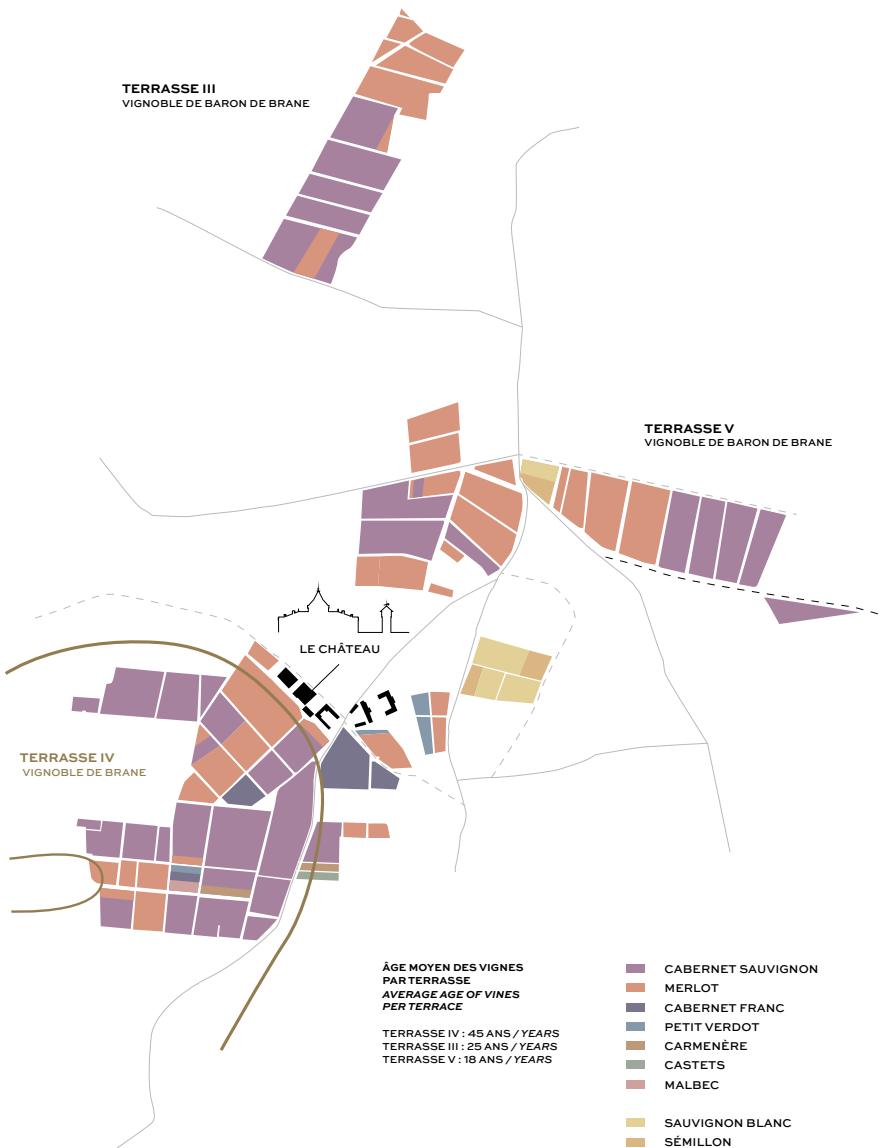 TERRASSE III
VIGNOBLE DE BARON DE BRANE
TERRASSE V
VIGNOBLE DE BARON DE BRANE
LE CHÂTEAU
TERRASSE IV
VIGNOBLE DE BRANE
ÂGE MOYEN DES VIGNES
PAR TERRASSE
AVERAGE AGE OF VINES
PER TERRACE
TERRASSE IV : 45 ANS / YEARS
TERRASSE III : 25 ANS / YEARS
TERRASSE V : 18 ANS / YEARS
CABERNET SAUVIGNON
MERLOT
CABERNET FRANC
PETIT VERDOT
CARMENÈRE
CASTETS
MALBEC
SAUVIGNON BLANC
SÉMILLON